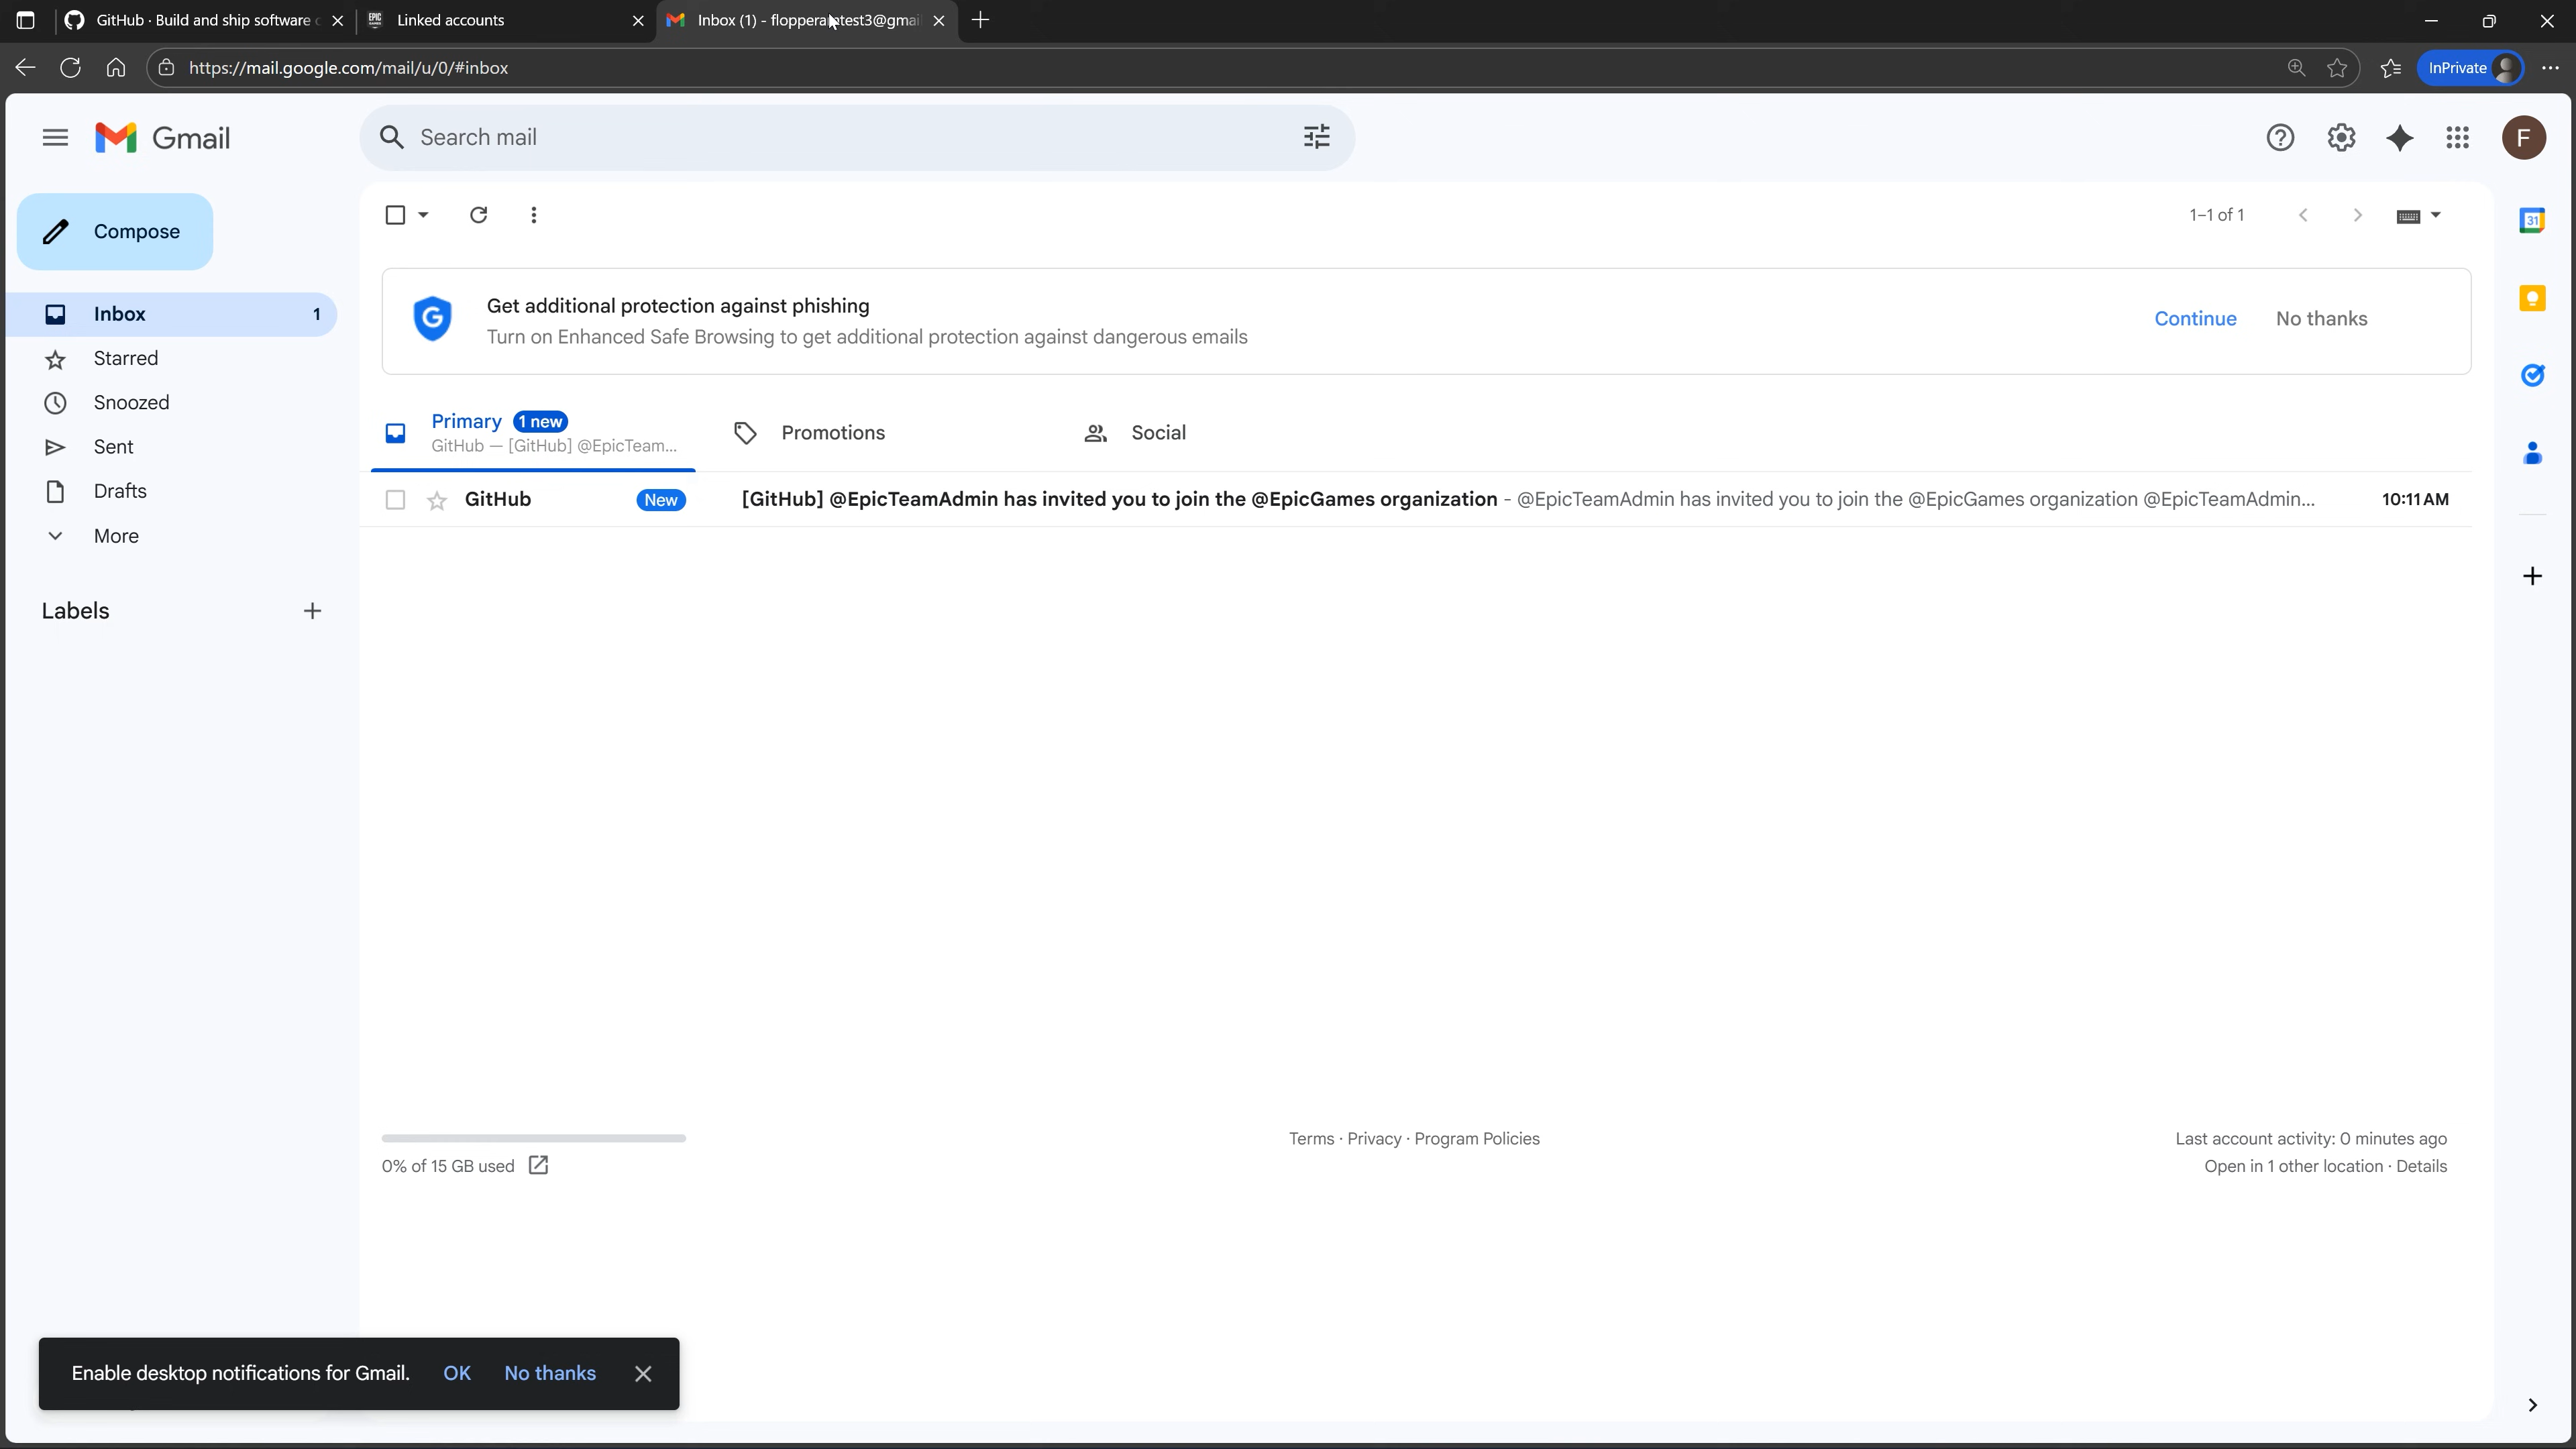 GitHub · Build and ship software
Linked accounts
Inbox (1) - flopperamtest3@gmai
https://mail.google.com/mail/u/0/#inbox
InPrivate
Gmail
Search mail
Compose
1-1 of 1
31
Get additional protection against phishing
Turn on Enhanced Safe Browsing to get additional protection against dangerous emails
Continue
No thanks
Inbox 1
Starred
Snoozed
Sent
Drafts
More
Labels
Primary 1 new
GitHub — [GitHub] @EpicTeam...
Promotions
Social
GitHub New [GitHub] @EpicTeamAdmin has invited you to join the @EpicGames organization - @EpicTeamAdmin has invited you to join the @EpicGames organization @EpicTeamAdmin... 10:11 AM
0% of 15 GB used
Terms · Privacy · Program Policies
Last account activity: 0 minutes ago
Open in 1 other location · Details
Enable desktop notifications for Gmail. OK No thanks
F
G
EPIC